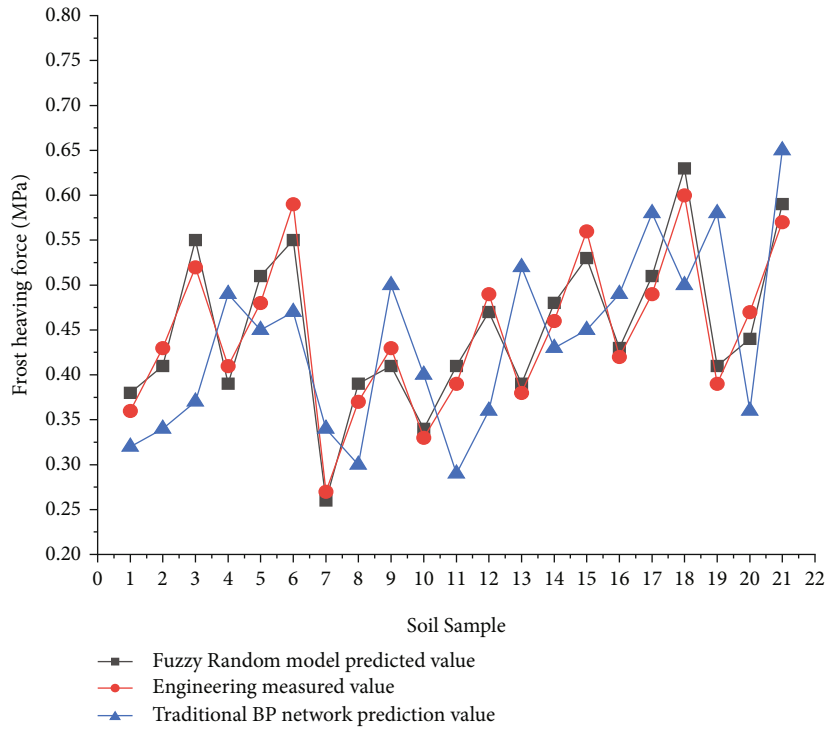 0.80
0.75
0.70
0.65
0.60
0.55
0.50
0.45
0.40
0.35
0.30
0.25
0.20
Frost heaving force (MPa)
0 1 2 3 4 5 6 7 8 9 10 11 12 13 14 15 16 17 18 19 20 21 22
Soil Sample
Fuzzy Random model predicted value
Engineering measured value
Traditional BP network prediction value